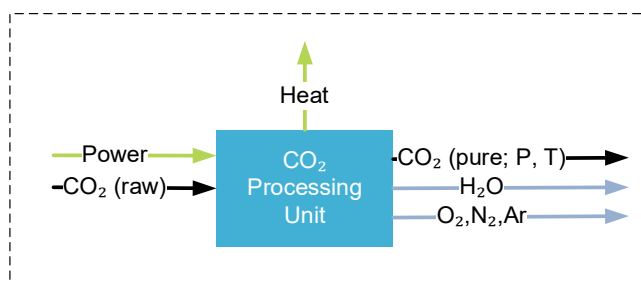 Heat
Power
CO₂ (raw)
CO₂
Processing
Unit
CO₂ (pure; P, T)
H₂O
O₂,N₂,Ar